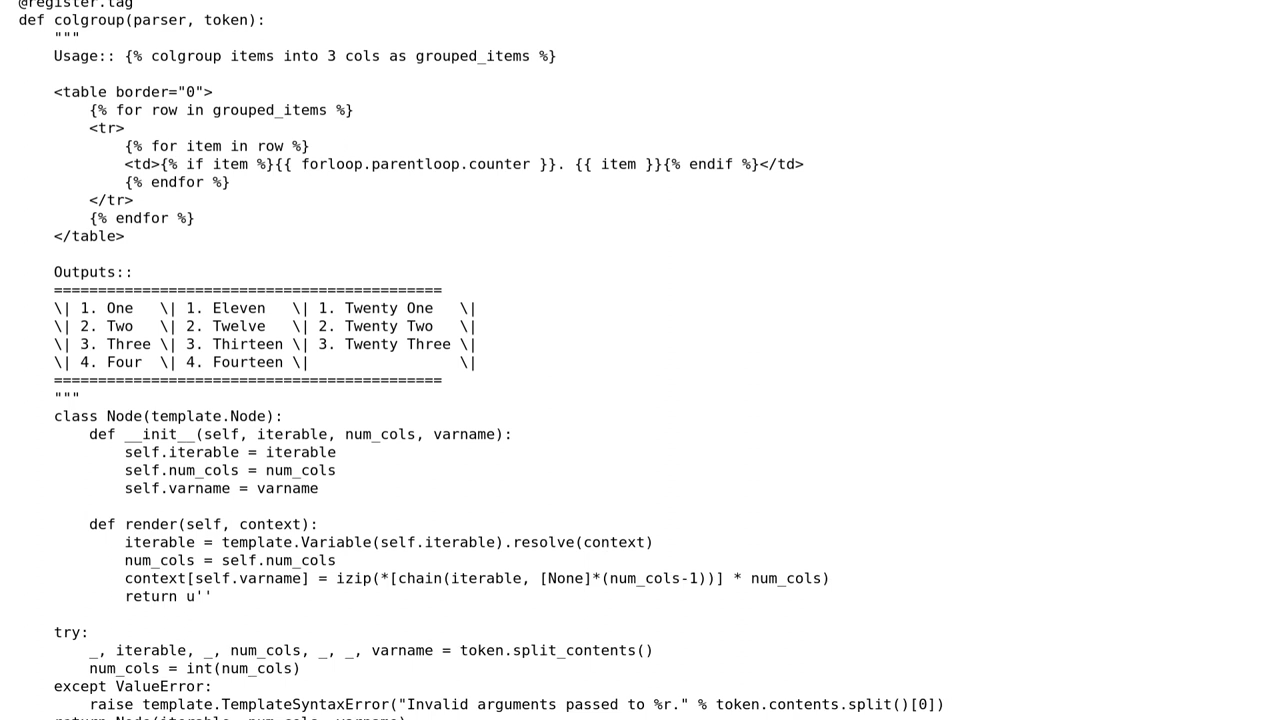 @register.tag
def colgroup(parser, token):
    """
    Usage:: {% colgroup items into 3 cols as grouped_items %}

    <table border="0">
        {% for row in grouped_items %}
        <tr>
            {% for item in row %}
            <td>{% if item %}{{ forloop.parentloop.counter }}. {{ item }}{% endif %}</td>
            {% endfor %}
        </tr>
        {% endfor %}
    </table>

    Outputs::
    ============================================
    \| 1. One   \| 1. Eleven   \| 1. Twenty One   \|
    \| 2. Two   \| 2. Twelve   \| 2. Twenty Two   \|
    \| 3. Three \| 3. Thirteen \| 3. Twenty Three \|
    \| 4. Four  \| 4. Fourteen \|                 \|
    ============================================
    """
    class Node(template.Node):
        def __init__(self, iterable, num_cols, varname):
            self.iterable = iterable
            self.num_cols = num_cols
            self.varname = varname

        def render(self, context):
            iterable = template.Variable(self.iterable).resolve(context)
            num_cols = self.num_cols
            context[self.varname] = izip(*[chain(iterable, [None]*(num_cols-1))] * num_cols)
            return u''

    try:
        _, iterable, _, num_cols, _, _, varname = token.split_contents()
        num_cols = int(num_cols)
    except ValueError:
        raise template.TemplateSyntaxError("Invalid arguments passed to %r." % token.contents.split()[0])
    return Node(iterable, num_cols, varname)